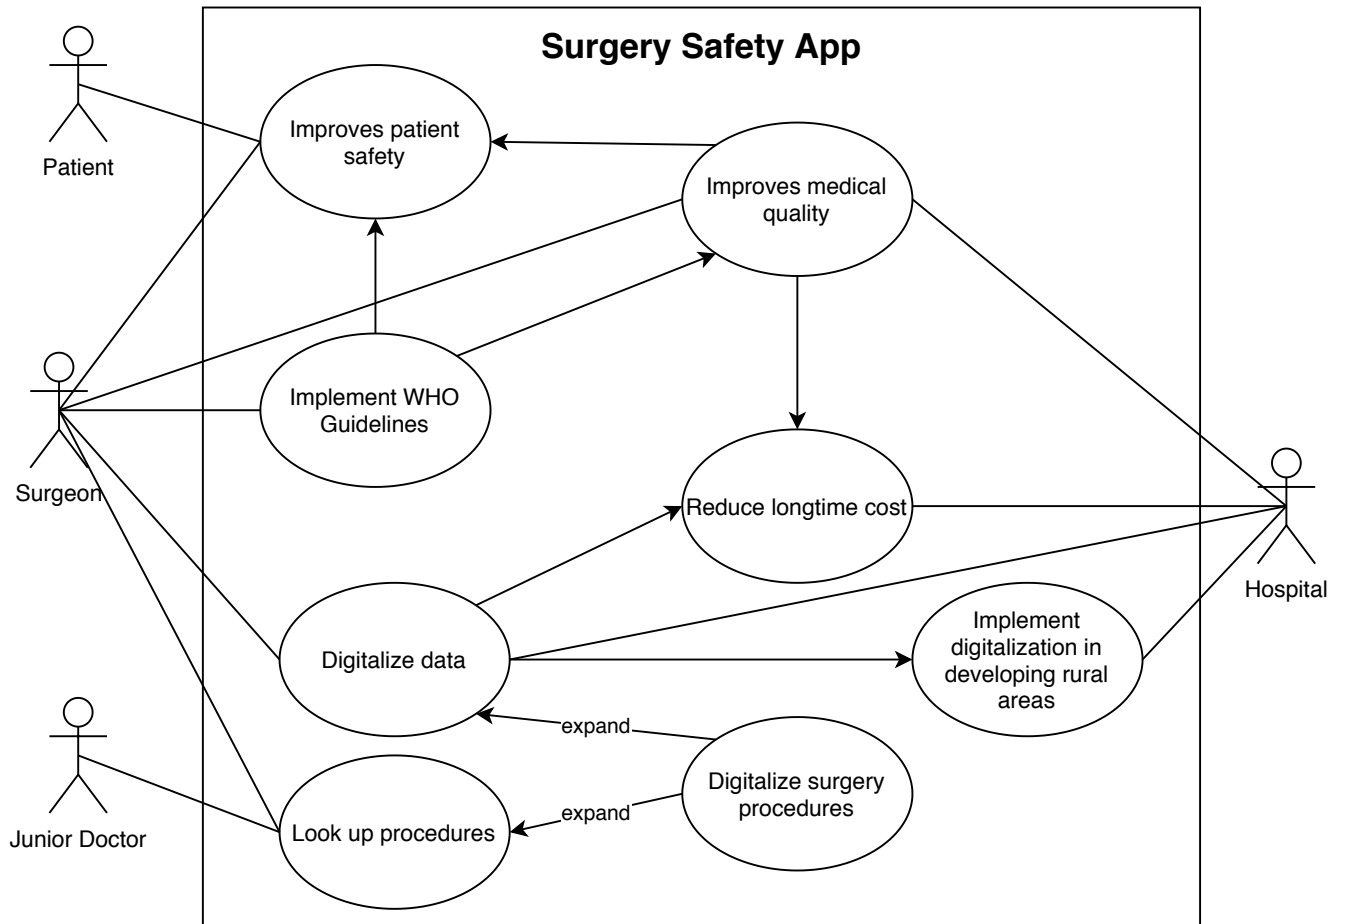 Surgery Safety App
Patient
Improves patient
safety
Improves medical
quality
Surgeon
Implement WHO
Guidelines
Reduce longtime cost
Hospital
Digitalize data
Implement
digitalization in
developing rural
areas
expand
Digitalize surgery
procedures
expand
Junior Doctor
Look up procedures